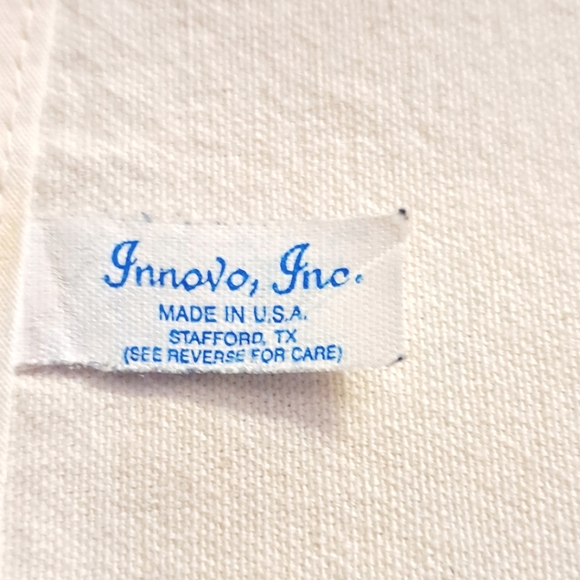 Innovo, Inc.
MADE IN U.S.A.
STAFFORD, TX
(SEE REVERSE FOR CARE)